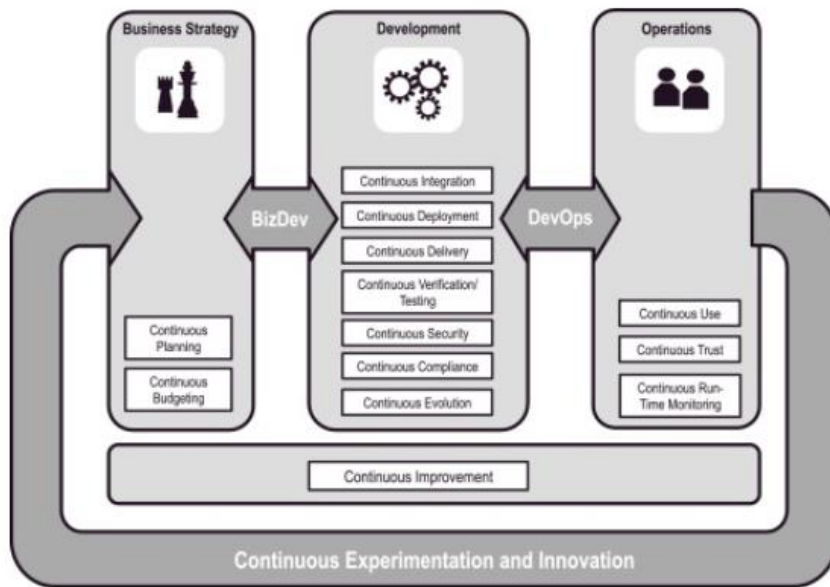 Business Strategy
Development
Operations
BizDev
DevOps
Continuous
Planning
Continuous
Budgeting
Continuous Integration
Continuous Deployment
Continuous Delivery
Continuous Verification/
Testing
Continuous Security
Continuous Compliance
Continuous Evolution
Continuous Use
Continuous Trust
Continuous Run-
Time Monitoring
Continuous Improvement
Continuous Experimentation and Innovation